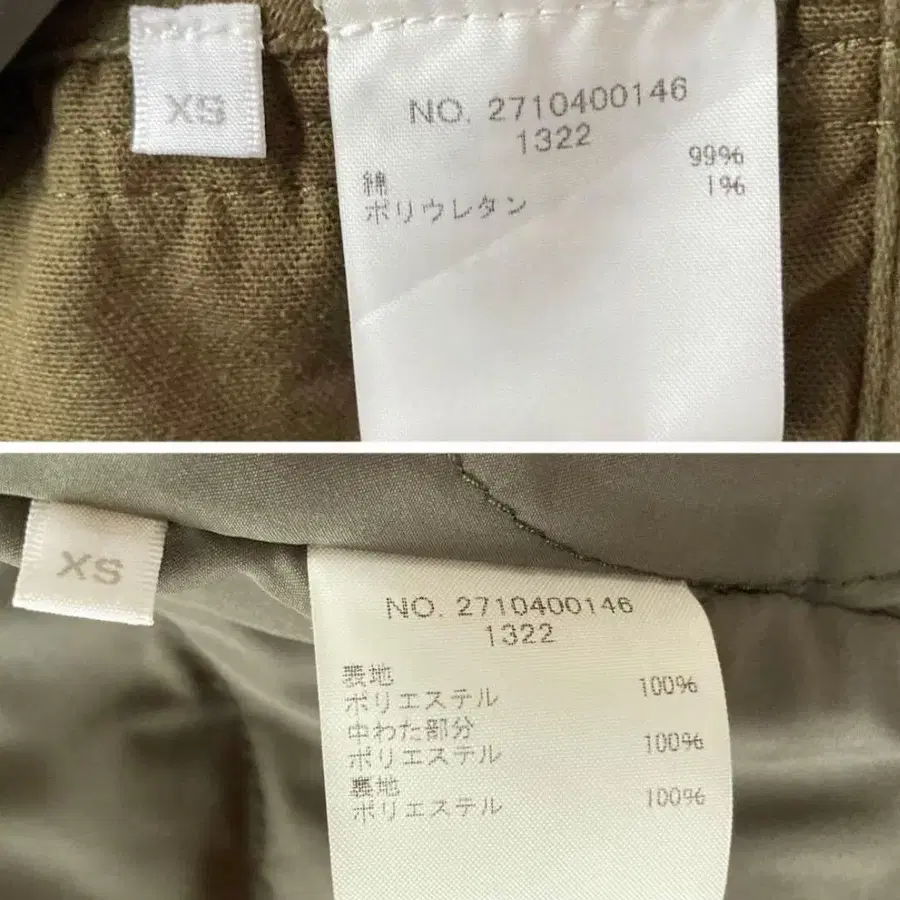 XS
NO. 2710400146
1322
綿 99%
ポリウレタン 1%
XS
NO. 2710400146
1322
表地
ポリエステル 100%
中わた部分
ポリエステル 100%
裏地
ポリエステル 100%